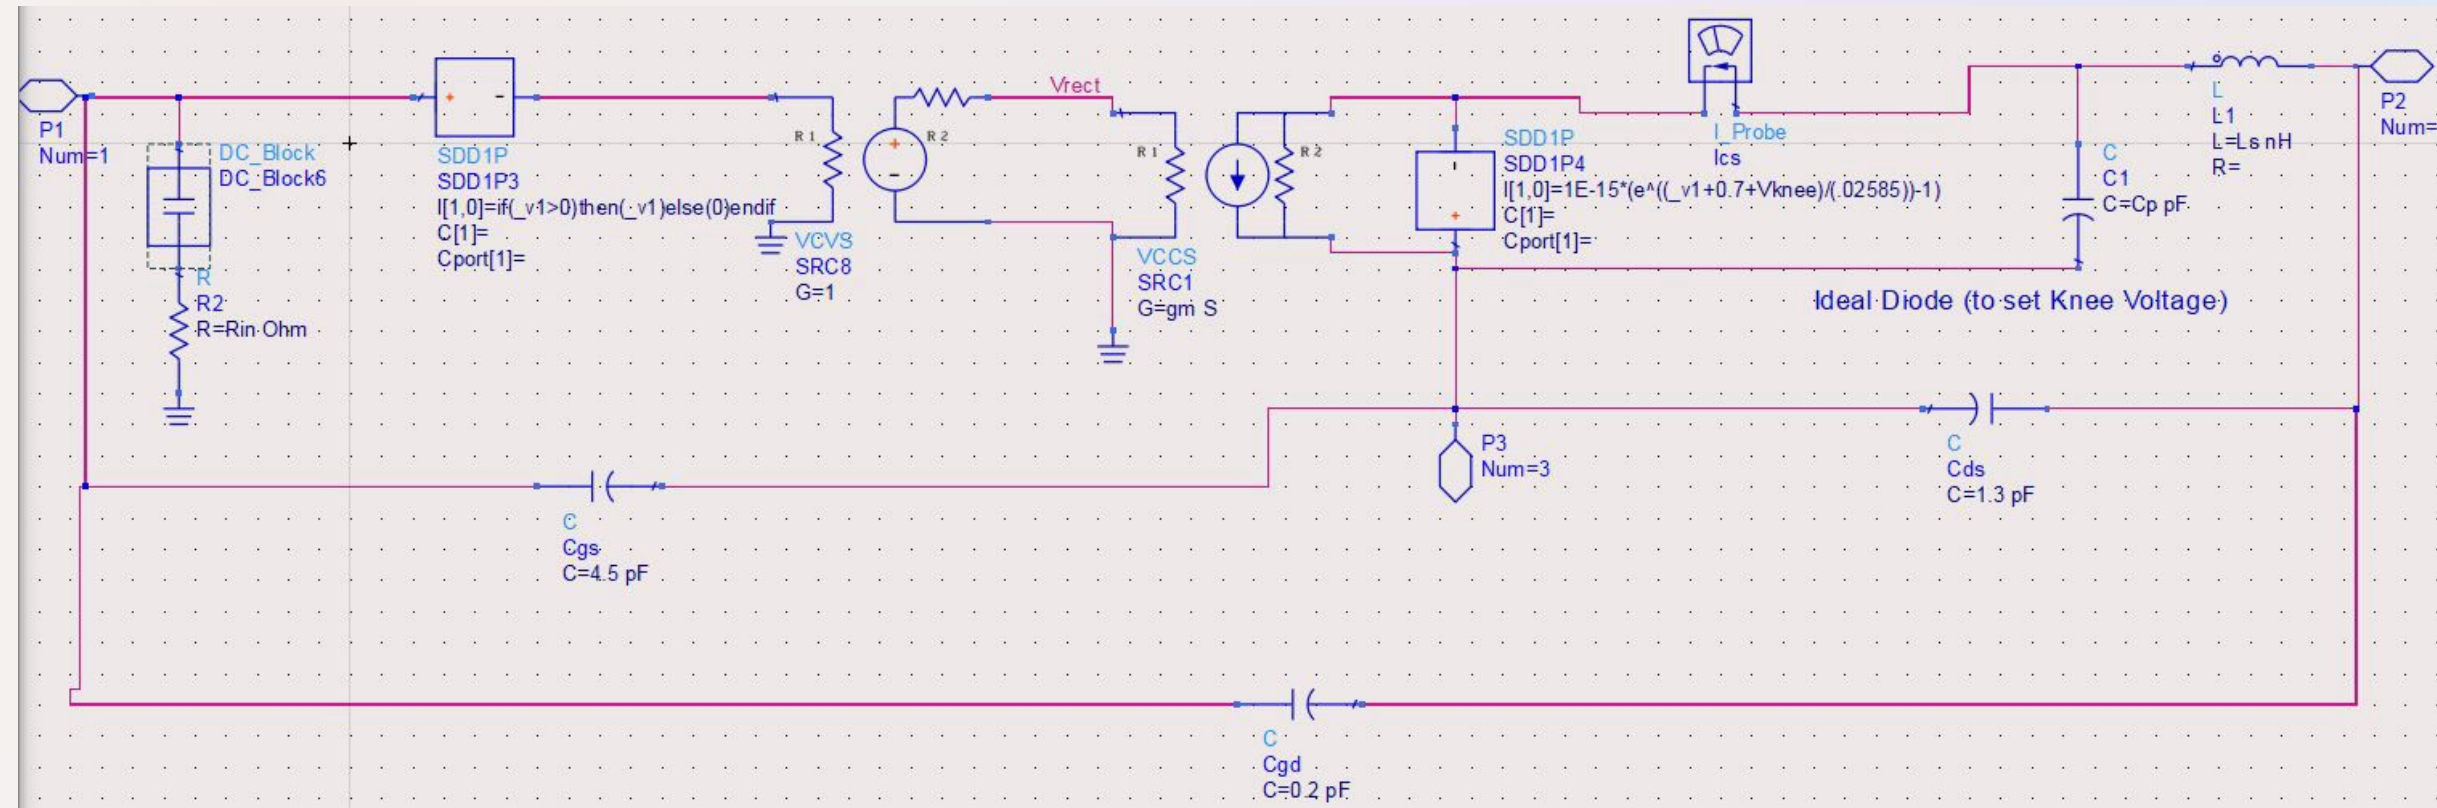 P1
Num=1
DC_Block
DC_Block6
R
R2
R=Rin Ohm
SDD1P
SDD1P3
I[1,0]=if(_v1>0)then(_v1)else(0)endif
C[1]=
Cport[1]=
R 1
VCVS
SRC8
G=1
R 2
Vrect
R 1
VCCS
SRC1
G=gm S
R 2
SDD1P
SDD1P4
I[1,0]=1E-15*(e^((_v1+0.7+Vknee)/(.02585))-1)
C[1]=
Cport[1]=
I_Probe
Ics
C
C1
C=Cp pF
L
L1
L=Ls nH
R=
P2
Num=
Ideal Diode (to set Knee Voltage)
P3
Num=3
C
Cds
C=1.3 pF
C
Cgs
C=4.5 pF
C
Cgd
C=0.2 pF